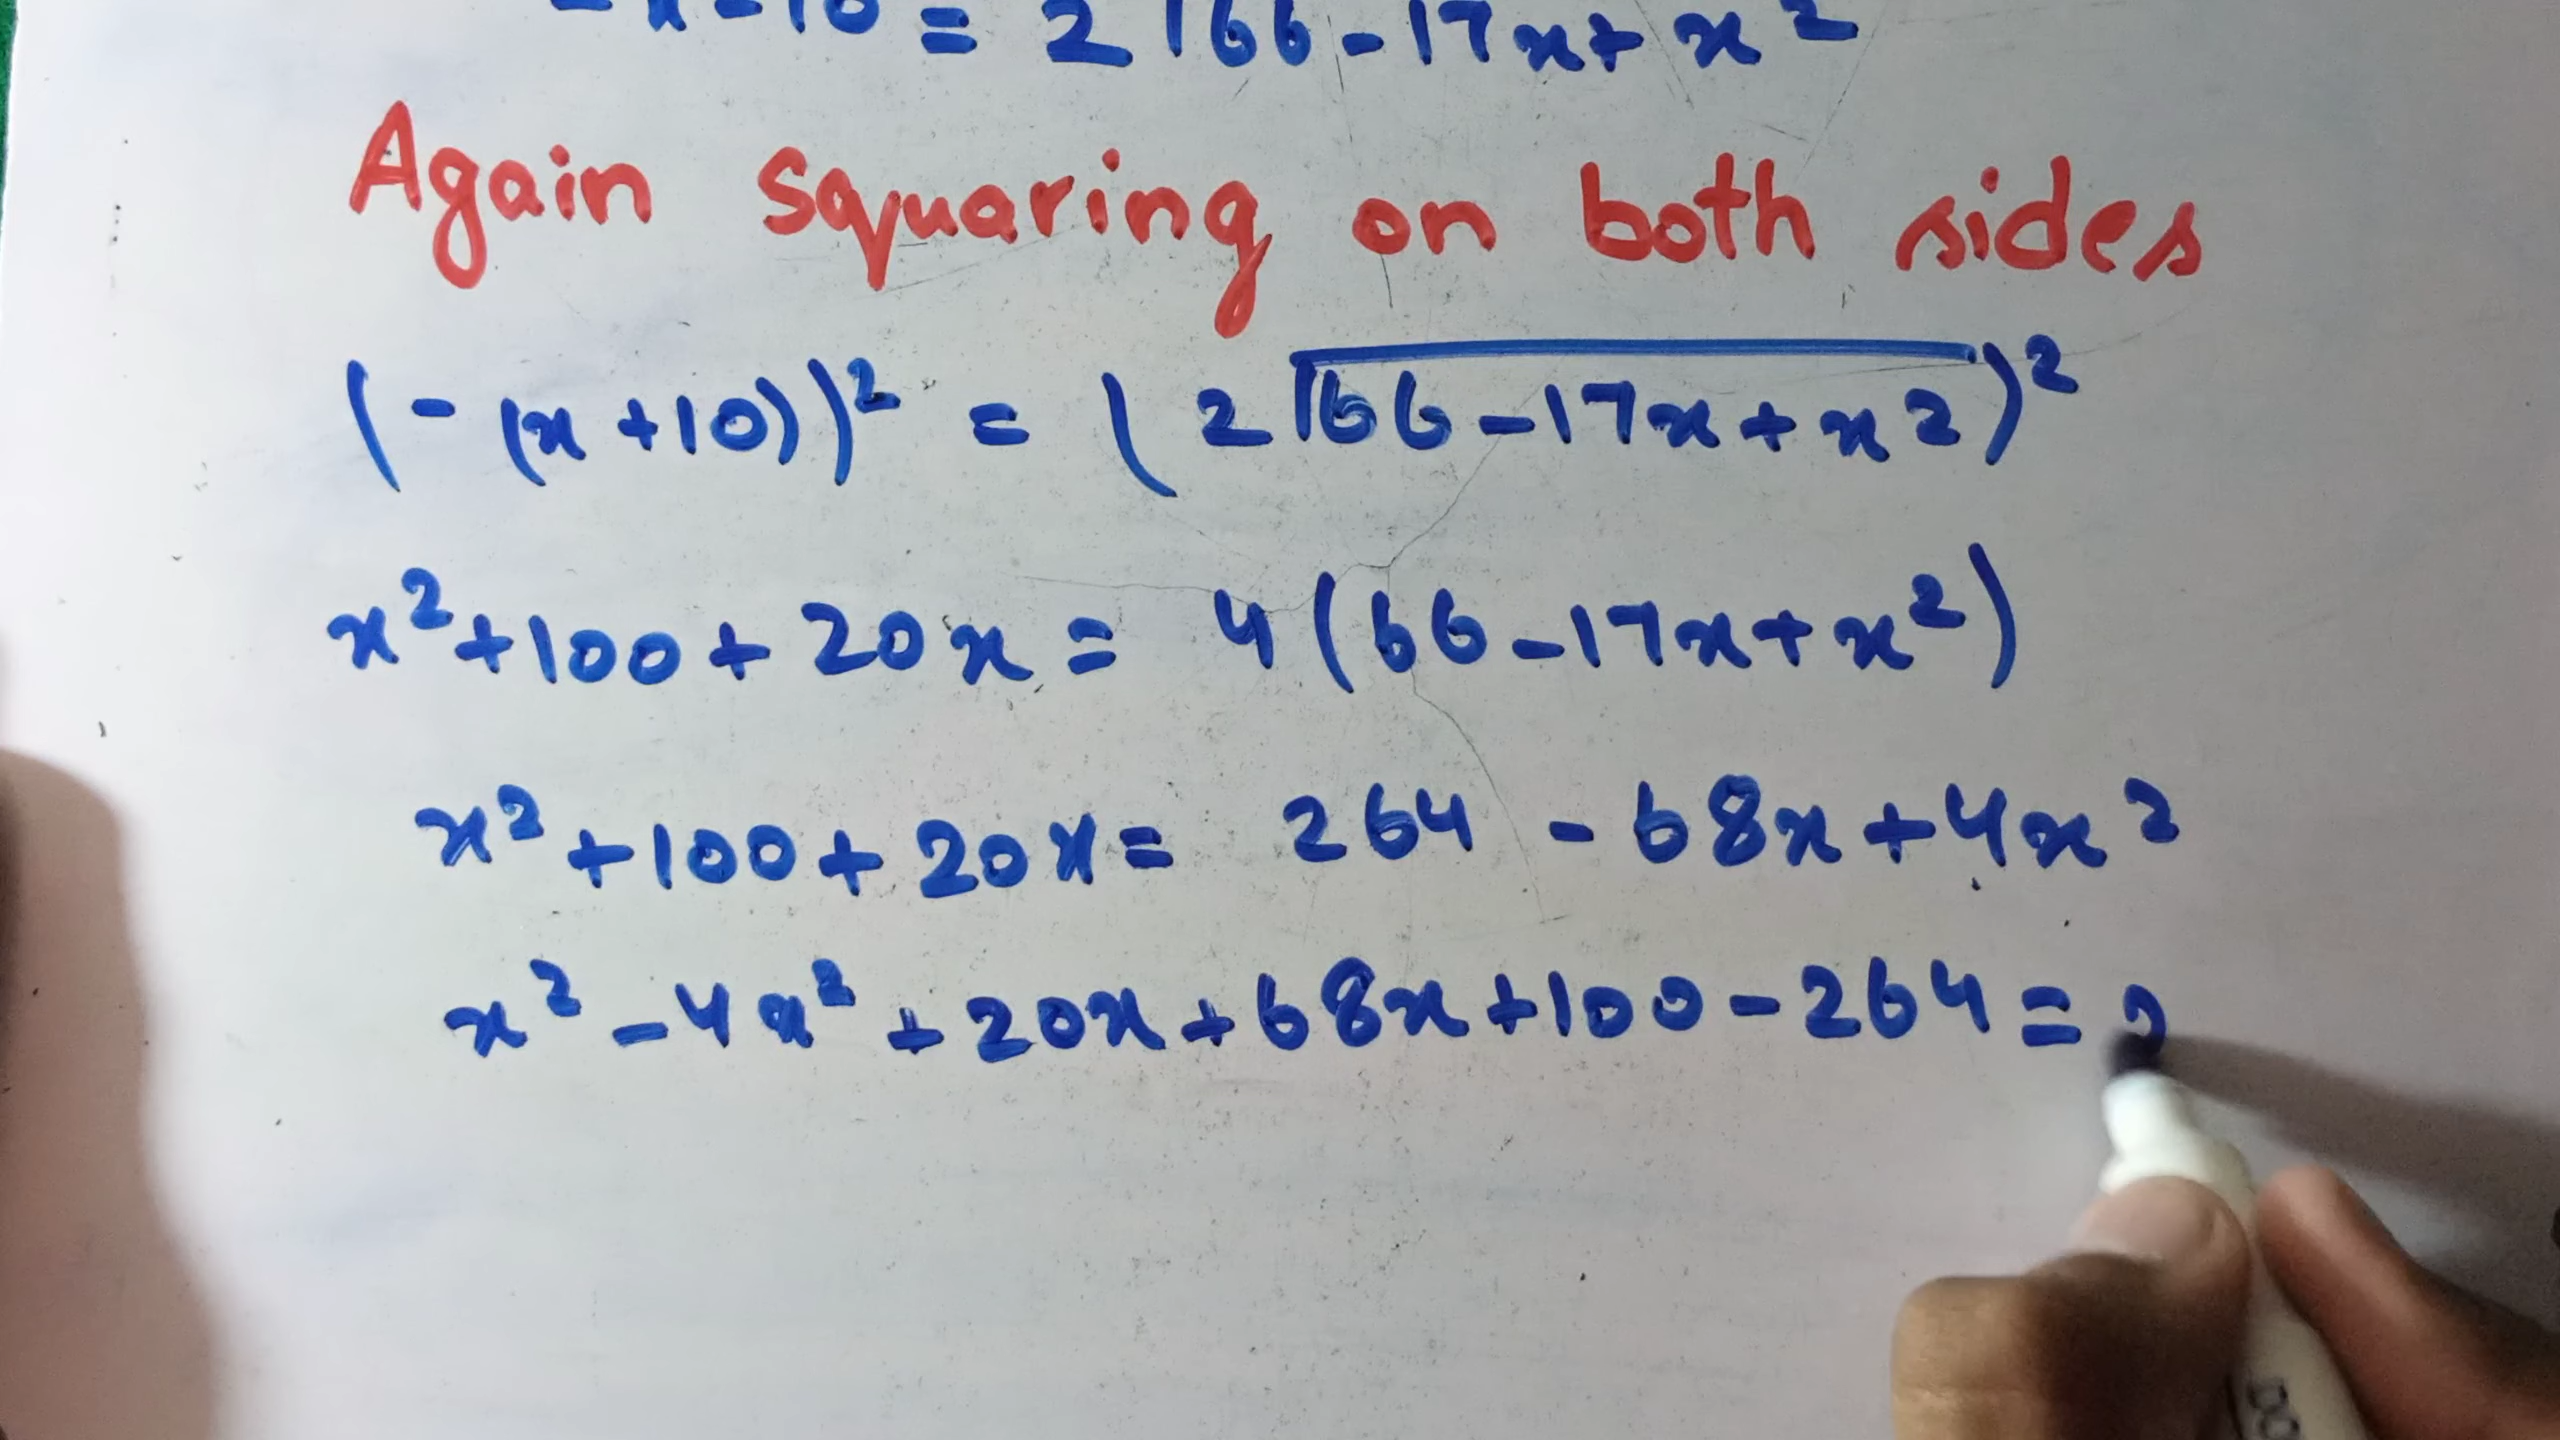 -x-10 = 2√66-17x+x²
Again squaring on both sides
(-(x+10))² = (2√66-17x+x2)²
x²+100+20x = 4(66-17x+x²)
x²+100+20x = 264 - 68x+4x²
x²-4x²+20x+68x+100-264=